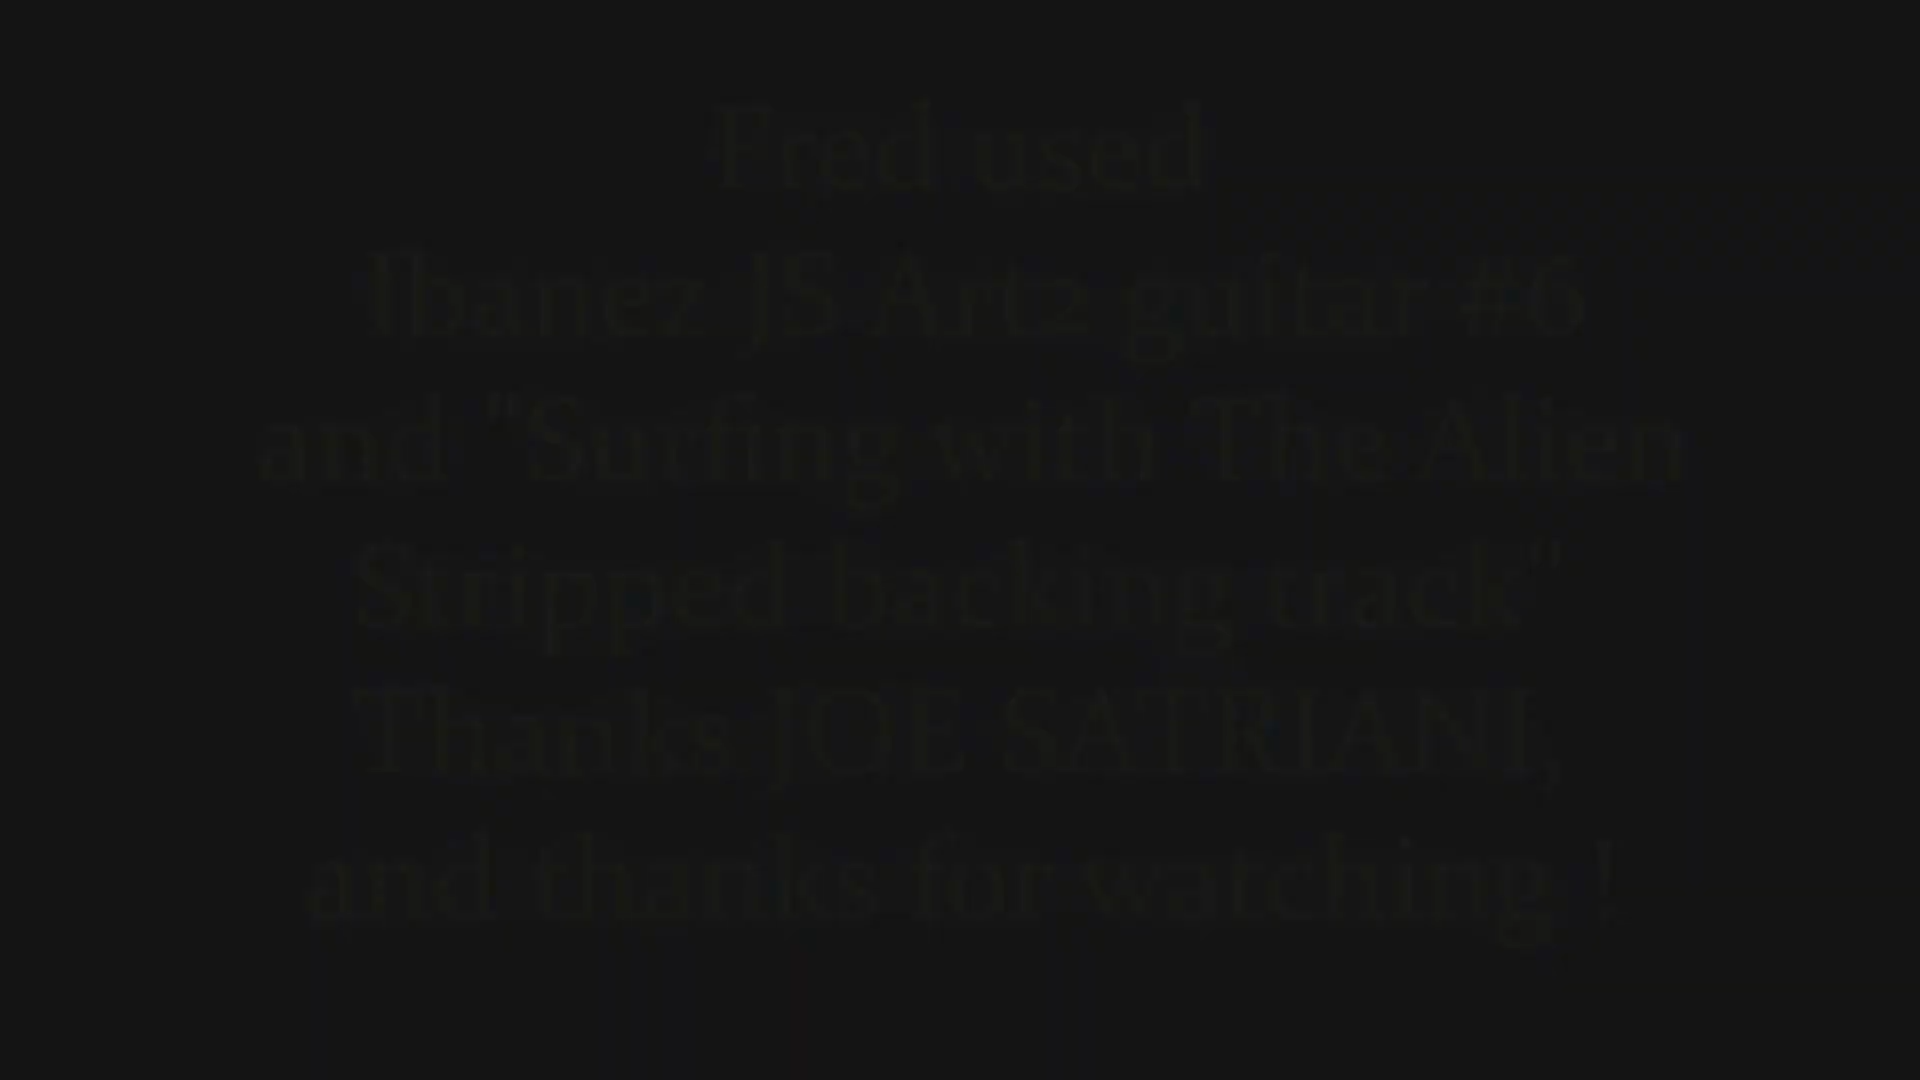 Fred used
Ibanez JS Art2 guitar #6
and "Surfing with The Alien
Stripped backing track"
Thanks JOE SATRIANI,
and thanks for watching !